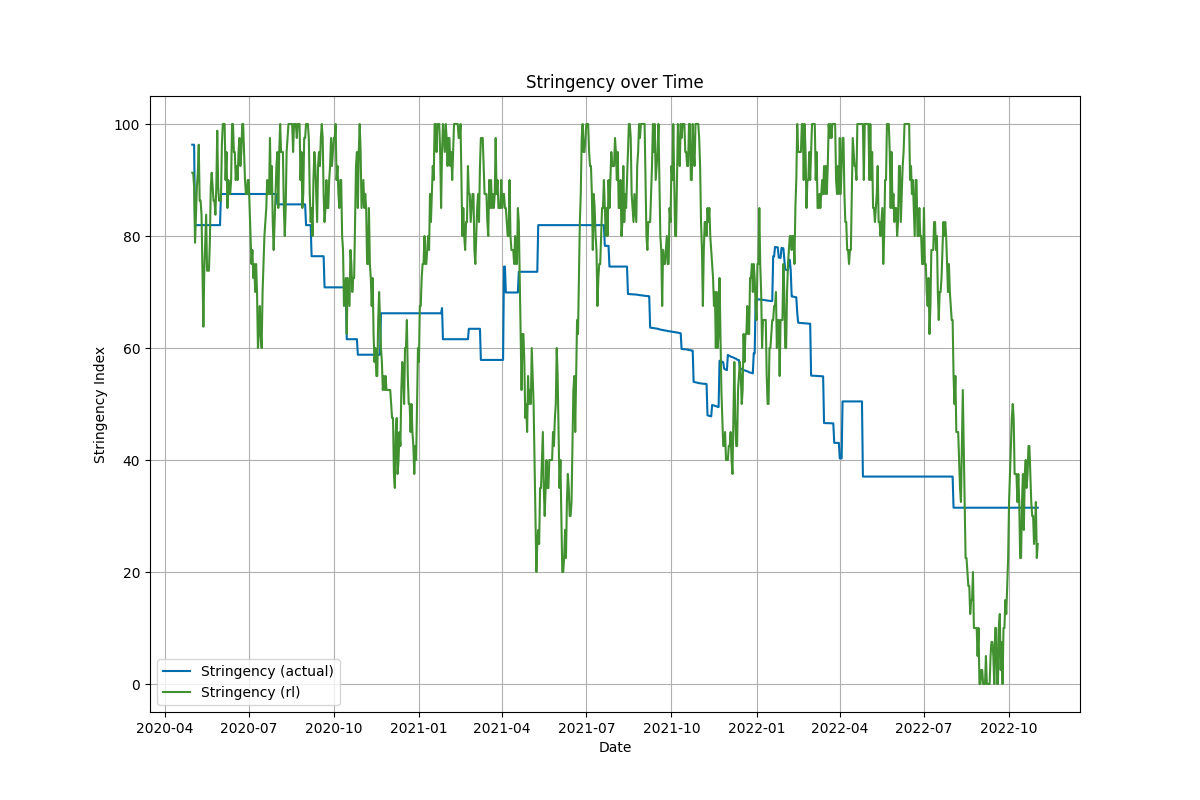 Stringency over Time
100
80
60
40
20
0
Stringency Index
Stringency (actual)
Stringency (rl)
2020-04 2020-07 2020-10 2021-01 2021-04 2021-07 2021-10 2022-01 2022-04 2022-07 2022-10
Date